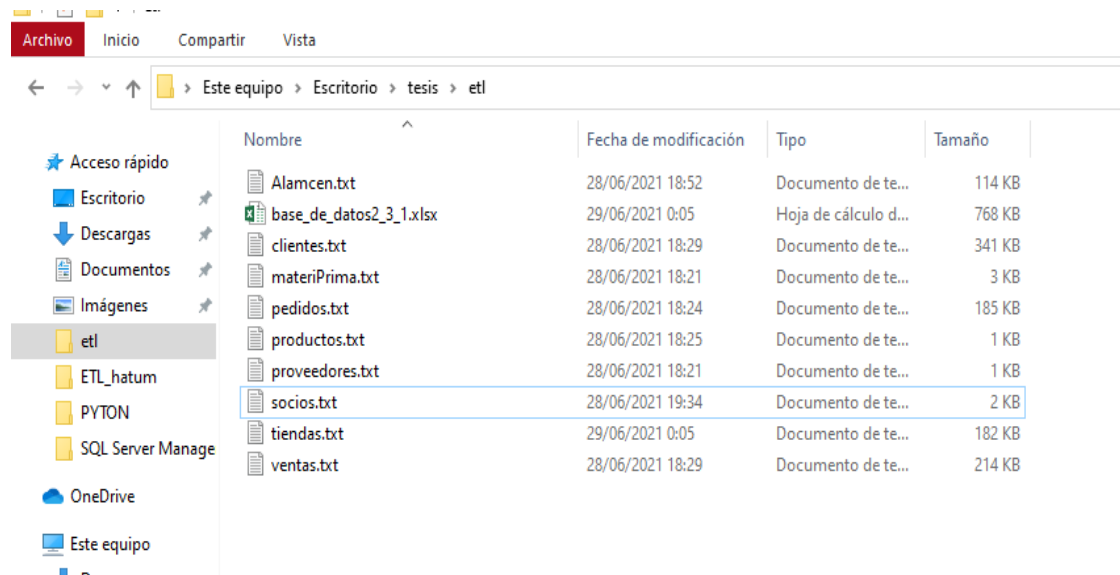 Archivo Inicio Compartir Vista
Este equipo > Escritorio > tesis > etl
Nombre Fecha de modificación Tipo Tamaño
Acceso rápido
Escritorio
Descargas
Documentos
Imágenes
etl
ETL_hatum
PYTON
SQL Server Manage
OneDrive
Este equipo
Alamcen.txt 28/06/2021 18:52 Documento de te... 114 KB
base_de_datos2_3_1.xlsx 29/06/2021 0:05 Hoja de cálculo d... 768 KB
clientes.txt 28/06/2021 18:29 Documento de te... 341 KB
materiPrima.txt 28/06/2021 18:21 Documento de te... 3 KB
pedidos.txt 28/06/2021 18:24 Documento de te... 185 KB
productos.txt 28/06/2021 18:25 Documento de te... 1 KB
proveedores.txt 28/06/2021 18:21 Documento de te... 1 KB
socios.txt 28/06/2021 19:34 Documento de te... 2 KB
tiendas.txt 29/06/2021 0:05 Documento de te... 182 KB
ventas.txt 28/06/2021 18:29 Documento de te... 214 KB